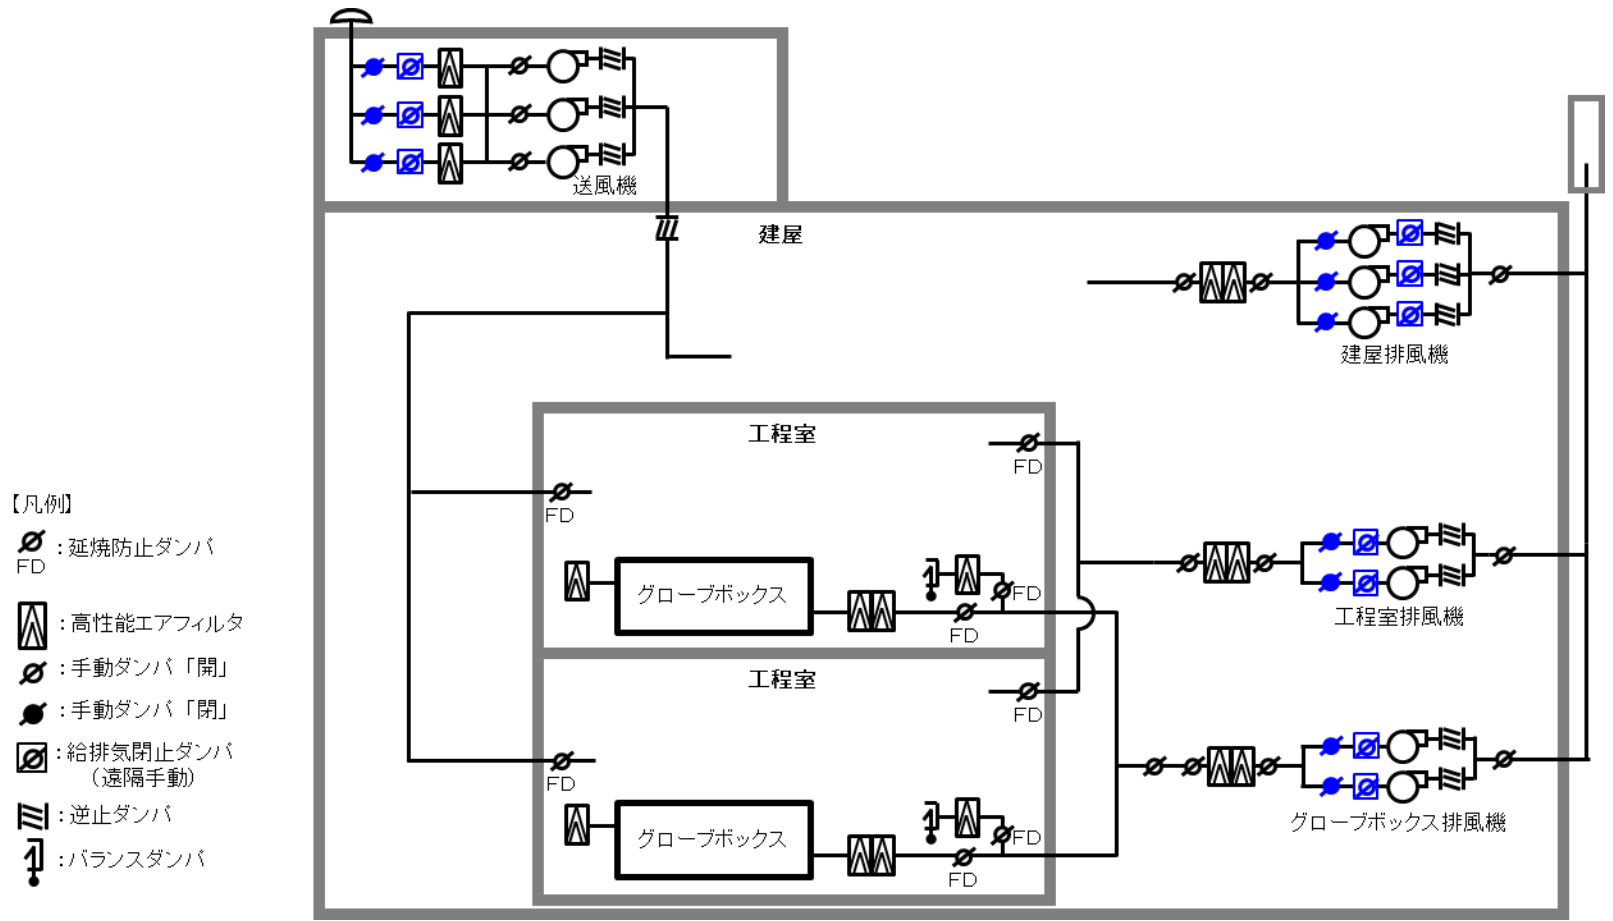 送風機
建屋
建屋排風機
工程室
FD
FD
FD
グローブボックス
FD
FD
工程室排風機
工程室
FD
FD
グローブボックス
FD
FD
グローブボックス排風機
【凡例】
FD
：延焼防止ダンパ
：高性能エアフィルタ
：手動ダンパ「開」
：手動ダンパ「閉」
：給排気閉止ダンパ
（遠隔手動）
：逆止ダンパ
：バランスダンパ